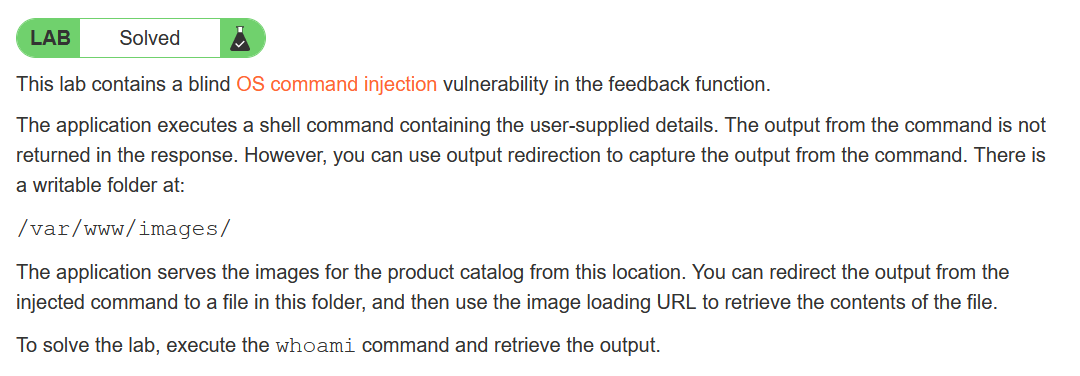 LAB Solved
This lab contains a blind OS command injection vulnerability in the feedback function.
The application executes a shell command containing the user-supplied details. The output from the command is not
returned in the response. However, you can use output redirection to capture the output from the command. There is
a writable folder at:
/var/www/images/
The application serves the images for the product catalog from this location. You can redirect the output from the
injected command to a file in this folder, and then use the image loading URL to retrieve the contents of the file.
To solve the lab, execute the whoami command and retrieve the output.